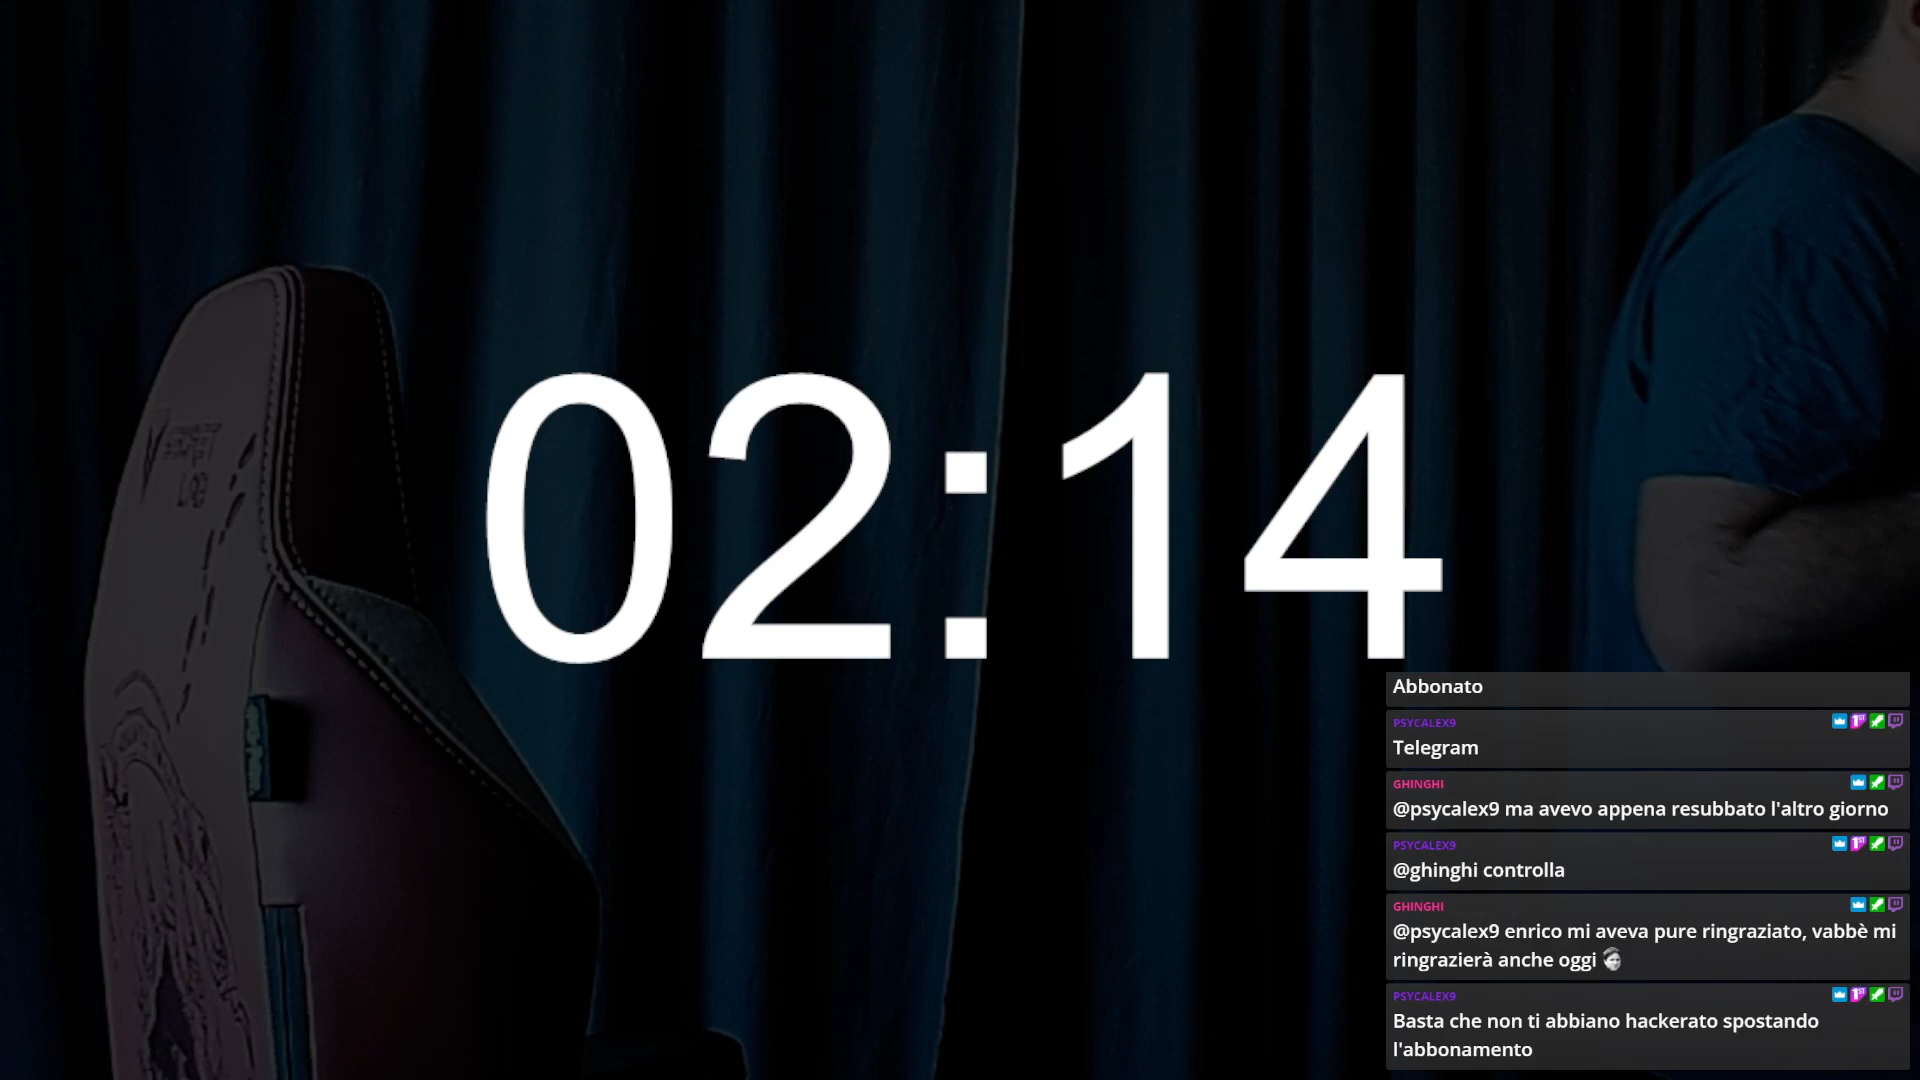 02:14
Abbonato
PSYCALEX9
Telegram
GHINGHI
@psycalex9 ma avevo appena resubbato l'altro giorno
PSYCALEX9
@ghinghi controlla
GHINGHI
@psycalex9 enrico mi aveva pure ringraziato, vabbè mi
ringrazierà anche oggi
PSYCALEX9
Basta che non ti abbiano hackerato spostando
l'abbonamento